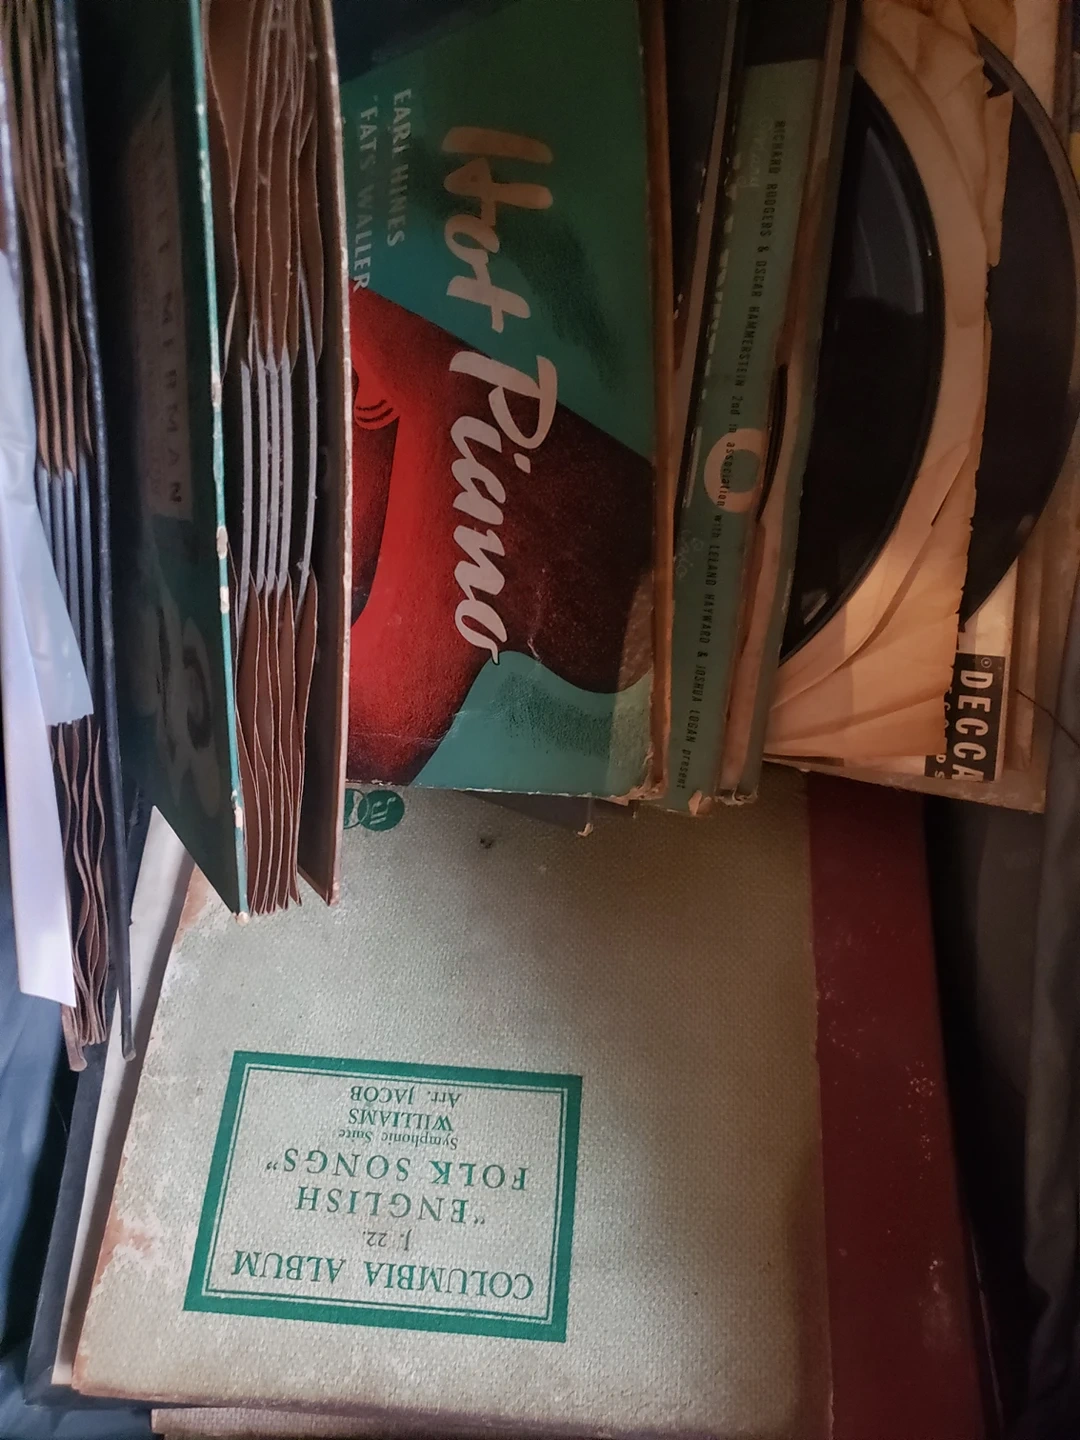 Hot Piano
EARL HINES
FATS WALLER
RICHARD RODGERS & OSCAR HAMMERSTEIN 2nd in association with LELAND HAYWARD & JOSHUA LOGAN present
DECCA
COLUMBIA ALBUM
J. 22.
"ENGLISH
FOLK SONGS"
Symphonic Suite
WILLIAMS
Arr. JACOB